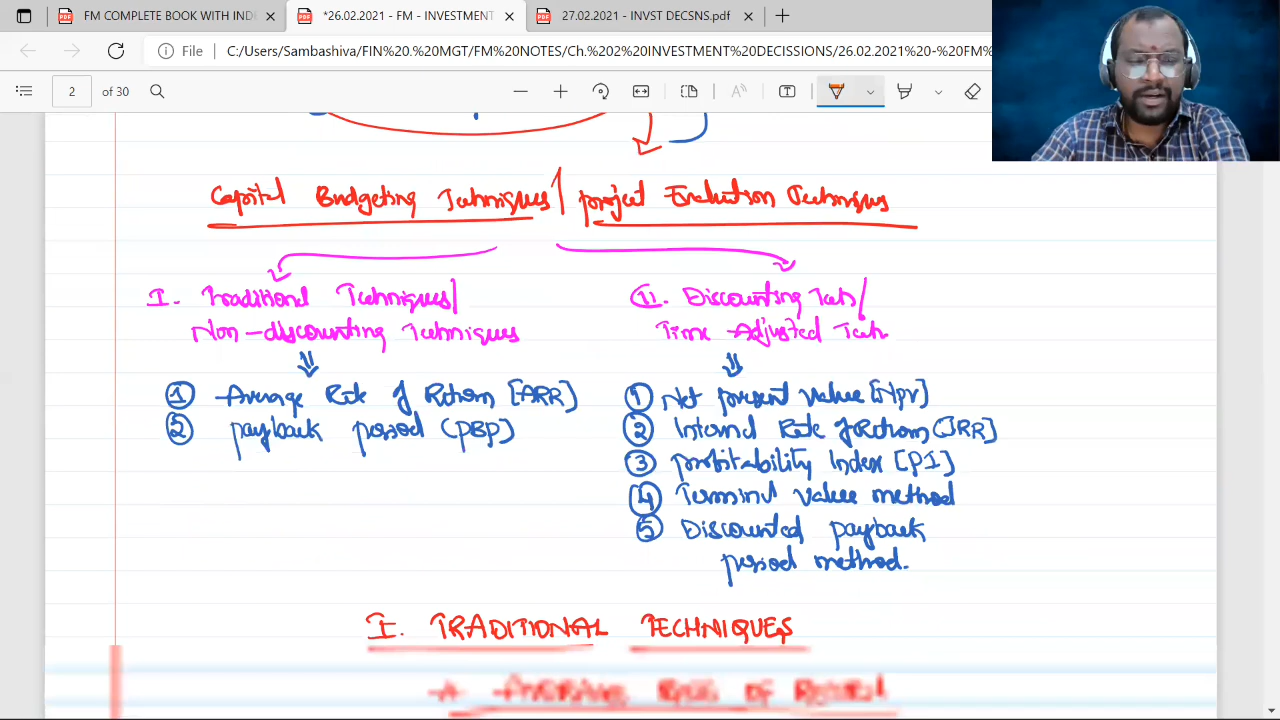 FM COMPLETE BOOK WITH INDE
*26.02.2021 - FM - INVESTMENT
27.02.2021 - INVST DECSNS.pdf
File
C:/Users/Sambashiva/FIN%20.%20MGT/FM%20NOTES/Ch.%202%20INVESTMENT%20DECISSIONS/26.02.2021%20-%20FM%
2 of 30
Capital Budgeting Techniques / project Evaluation Techniques
I. Traditional Techniques/
Non-discounting Techniques
① Average Rate of Return [ARR]
② payback period (PBP)
II. Discounting Tech/
Time Adjusted Tech
① Net present value [Npv]
② Internal Rate of Return (IRR]
③ profitability Index [PI]
④ Terminal value method
⑤ Discounted payback
period method.
I. TRADITIONAL TECHNIQUES